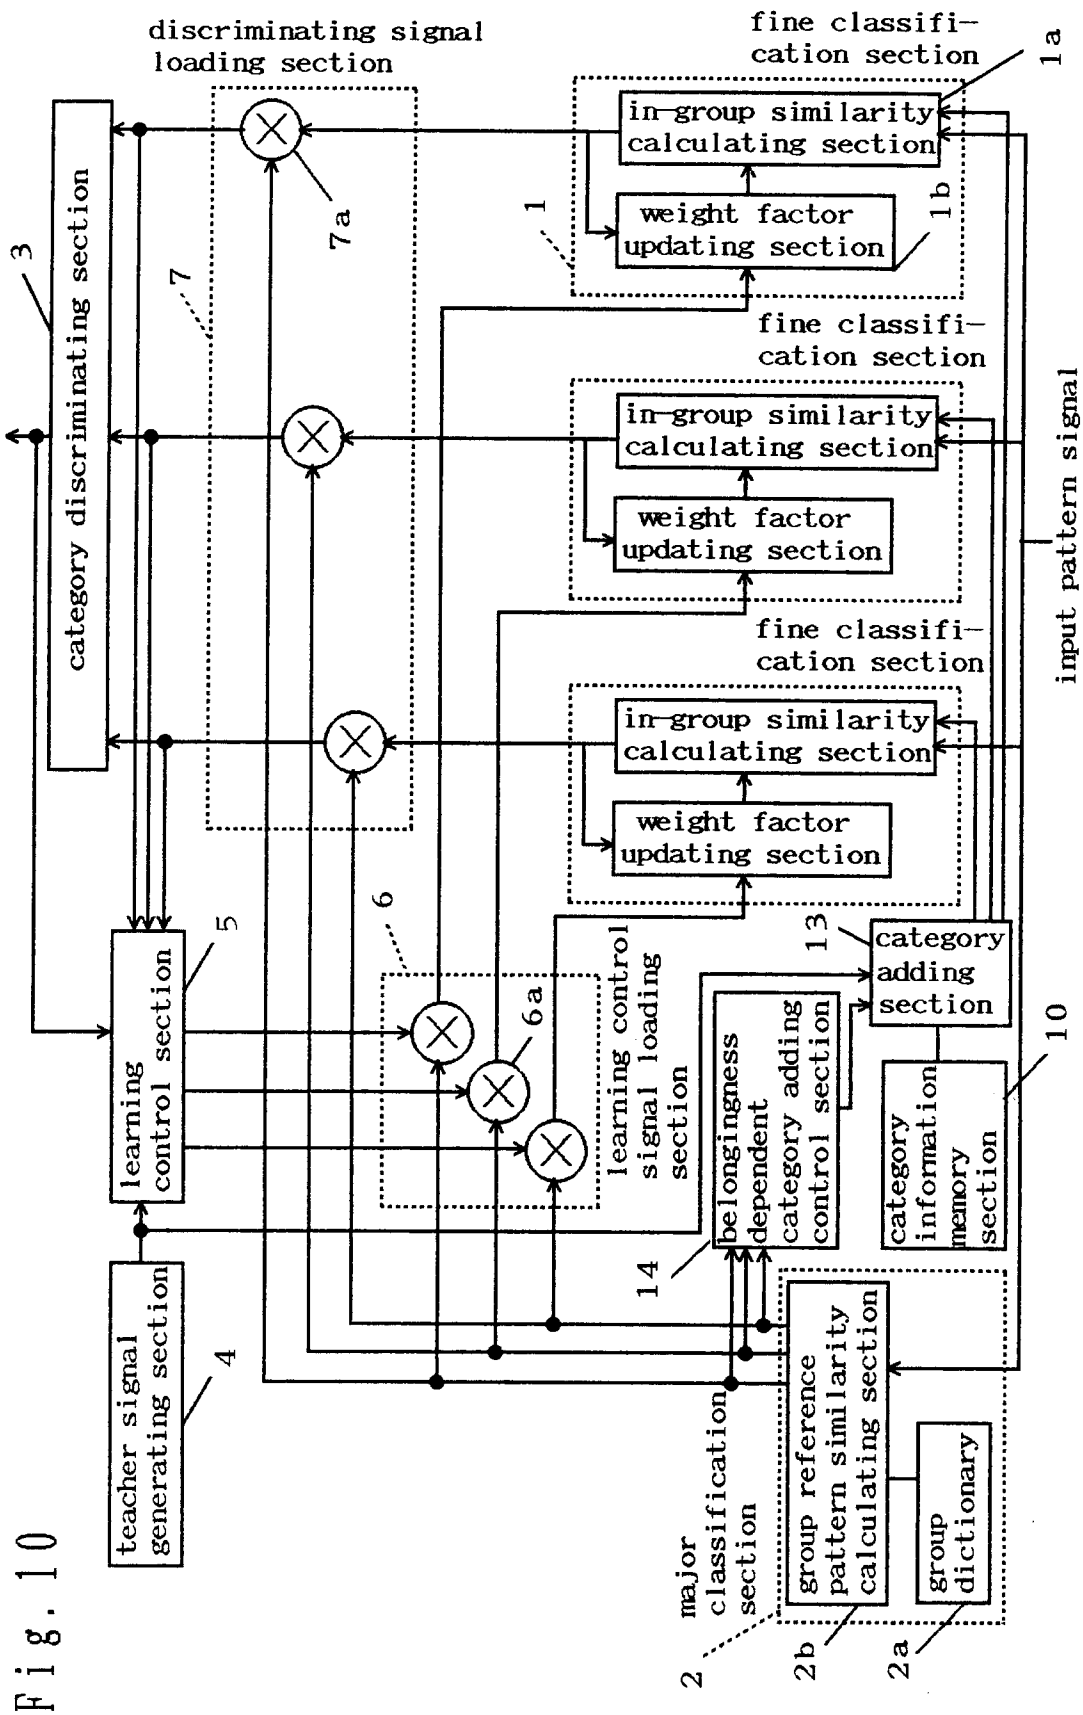 Fig. 10
discriminating signal
loading section
fine classifi-
cation section
1a
3
category discriminating section
7
7a
1
in-group similarity
calculating section
weight factor
updating section
1b
fine classifi-
cation section
in-group similarity
calculating section
weight factor
updating section
fine classifi-
cation section
in-group similarity
calculating section
weight factor
updating section
input pattern signal
learning
control section
5
6
6a
learning control
signal loading
section
13
category
adding
section
10
category
information
memory
section
belongingness
dependent
category adding
control section
14
teacher signal
generating section
4
major
classification
section
2
group reference
pattern similarity
calculating section
2b
group
dictionary
2a